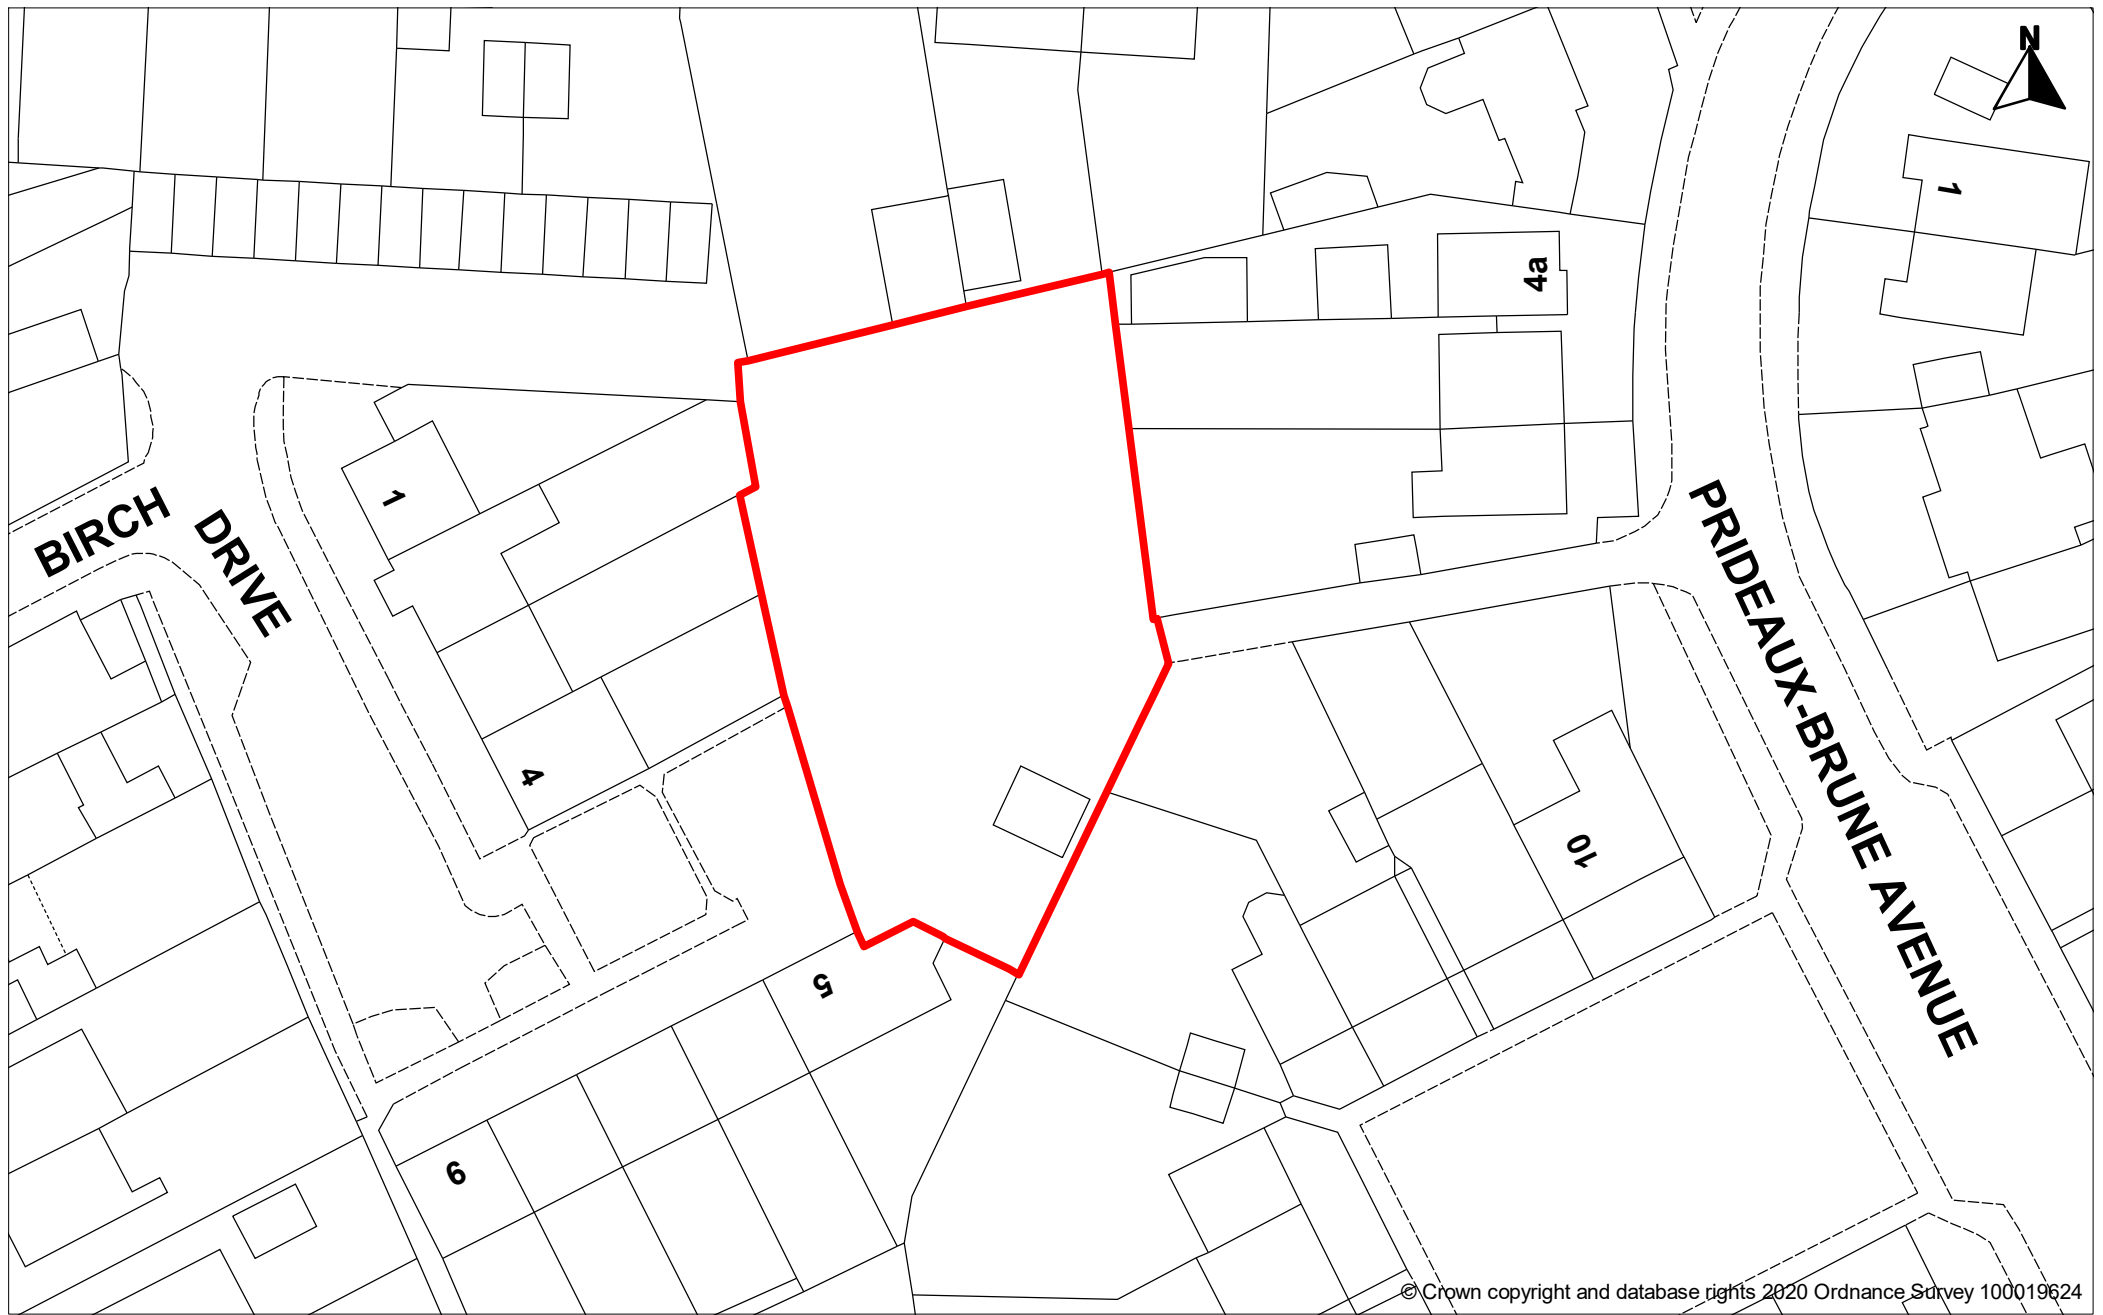 N
1
4a
1
BIRCH
DRIVE
PRIDEAUX-BRUNE AVENUE
4
10
5
6
© Crown copyright and database rights 2020 Ordnance Survey 100019624